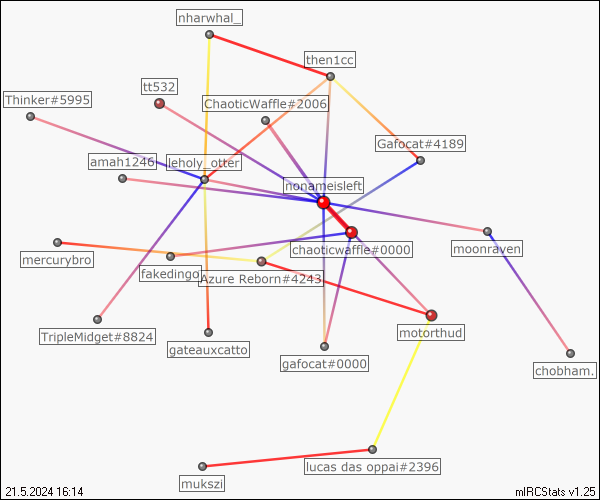 nharwhal_
then1cc
tt532
Thinker#5995
ChaoticWaffle#2006
Gafocat#4189
amah1246
leholy_otter
nonameisleft
chaoticwaffle#0000
moonraven
mercurybro
fakedingo
Azure Reborn#4243
TripleMidget#8824
motorthud
gateauxcatto
gafocat#0000
chobham.
lucas das oppai#2396
mukszi
21.5.2024 16:14
mIRCStats v1.25